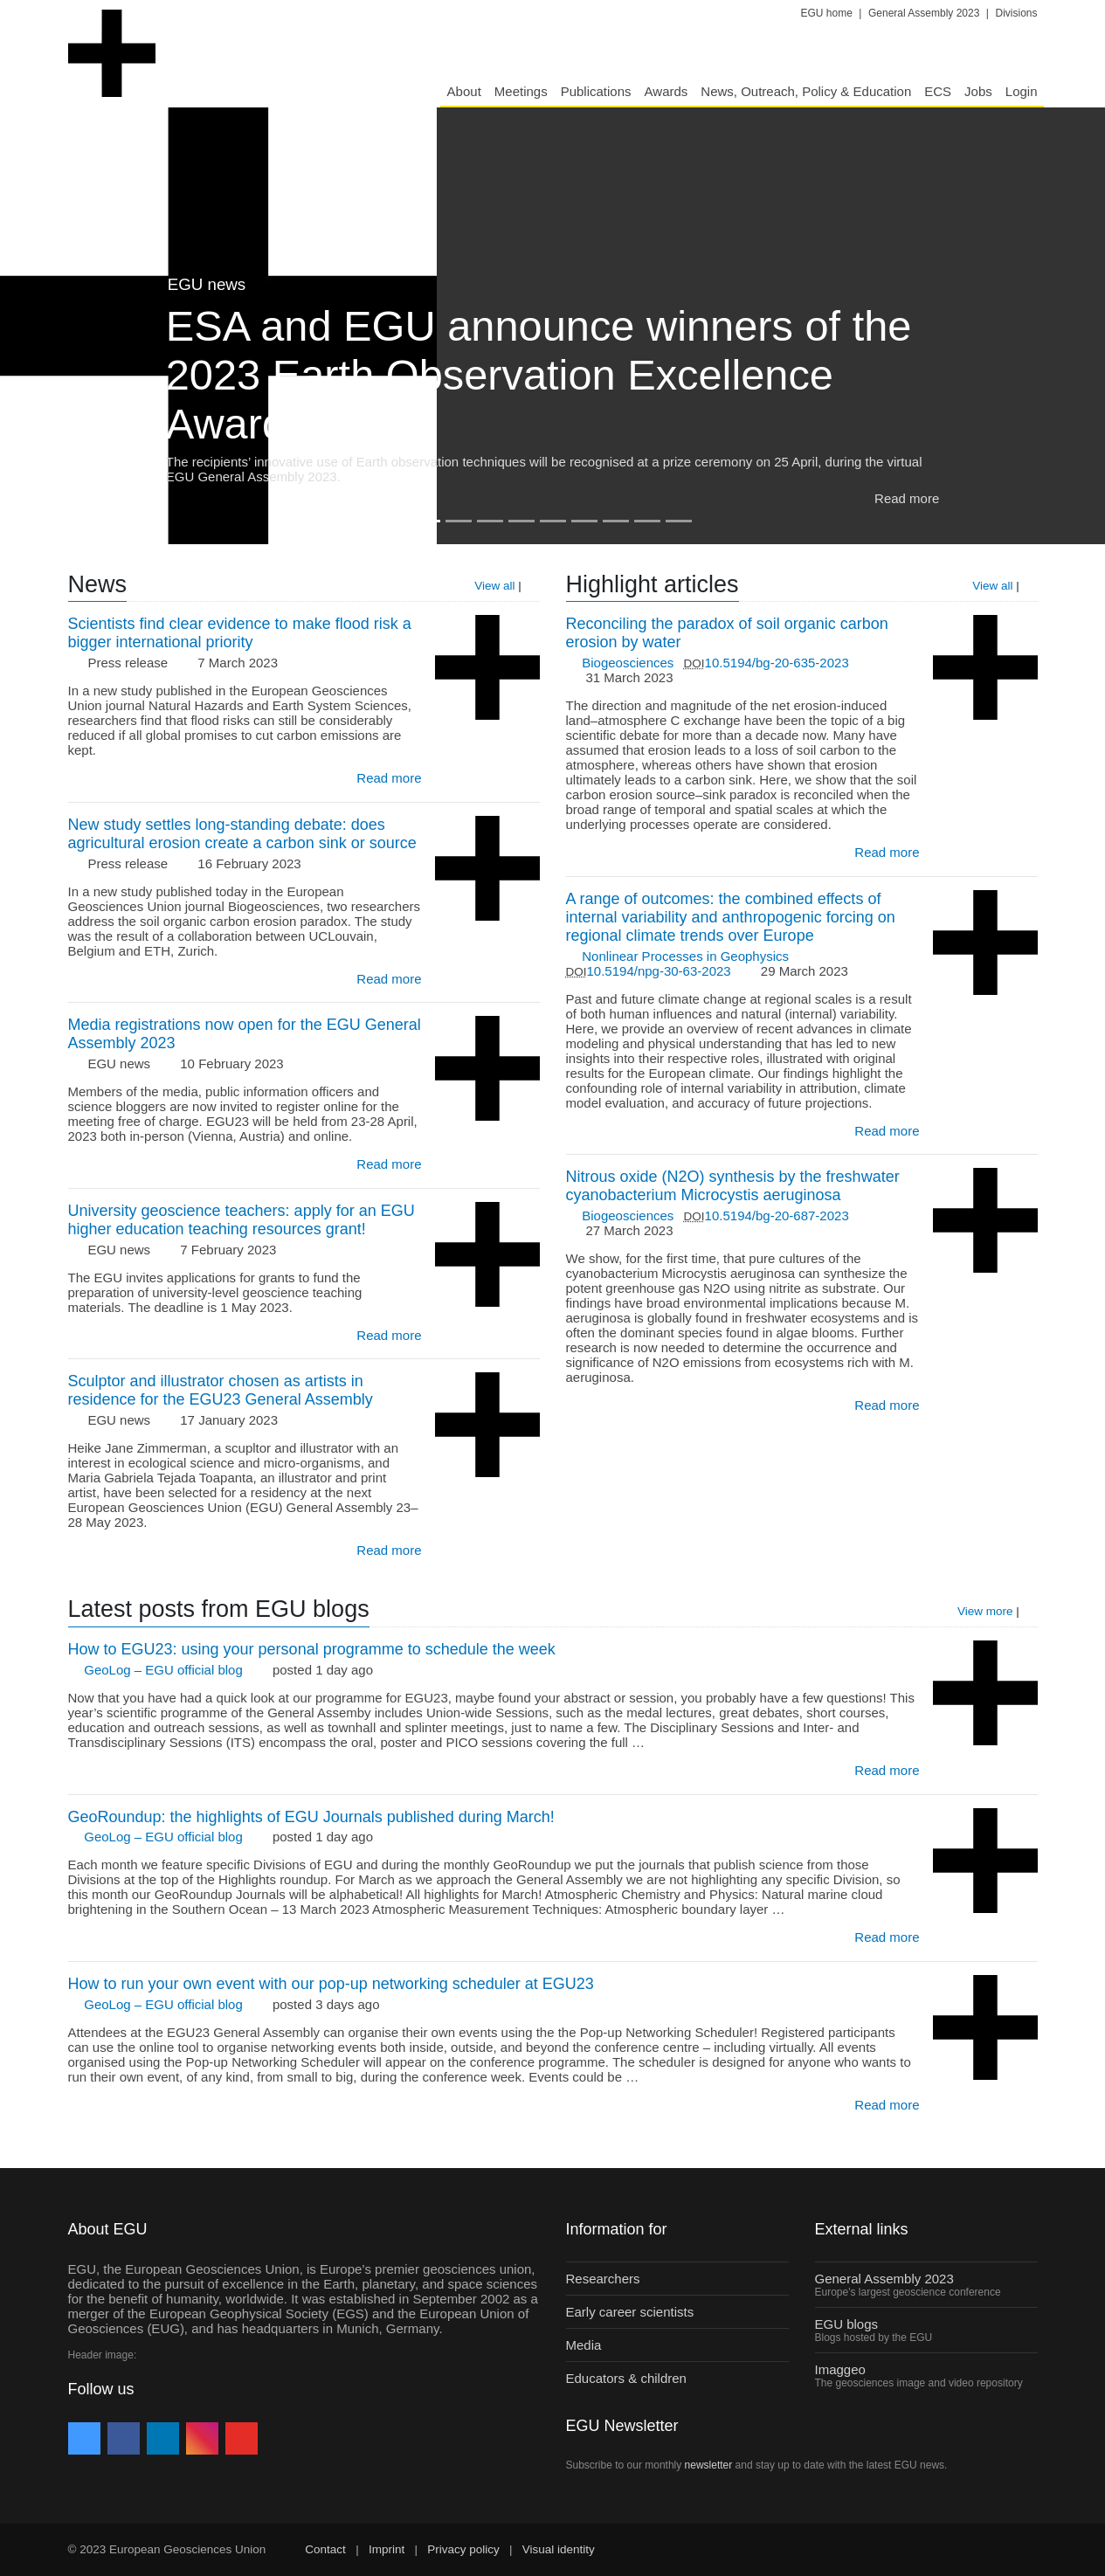 EGU home | General Assembly 2023 | Divisions
About Meetings Publications Awards News, Outreach, Policy & Education ECS Jobs Login
EGU news
ESA and EGU announce winners of the
2023 Earth Observation Excellence
The recipients' innovative use of Earth observation techniques will be recognised at a prize ceremony on 25 April, during the virtual
EGU General Assembly 2023.
Read more
News
View all |
Scientists find clear evidence to make flood risk a
bigger international priority
Press release 7 March 2023
In a new study published in the European Geosciences
Union journal Natural Hazards and Earth System Sciences,
researchers find that flood risks can still be considerably
reduced if all global promises to cut carbon emissions are
kept.
Read more
New study settles long-standing debate: does
agricultural erosion create a carbon sink or source
Press release 16 February 2023
In a new study published today in the European
Geosciences Union journal Biogeosciences, two researchers
address the soil organic carbon erosion paradox. The study
was the result of a collaboration between UCLouvain,
Belgium and ETH, Zurich.
Read more
Media registrations now open for the EGU General
Assembly 2023
EGU news 10 February 2023
Members of the media, public information officers and
science bloggers are now invited to register online for the
meeting free of charge. EGU23 will be held from 23-28 April,
2023 both in-person (Vienna, Austria) and online.
Read more
University geoscience teachers: apply for an EGU
higher education teaching resources grant!
EGU news 7 February 2023
The EGU invites applications for grants to fund the
preparation of university-level geoscience teaching
materials. The deadline is 1 May 2023.
Read more
Sculptor and illustrator chosen as artists in
residence for the EGU23 General Assembly
EGU news 17 January 2023
Heike Jane Zimmerman, a scupltor and illustrator with an
interest in ecological science and micro-organisms, and
Maria Gabriela Tejada Toapanta, an illustrator and print
artist, have been selected for a residency at the next
European Geosciences Union (EGU) General Assembly 23–
28 May 2023.
Read more
Highlight articles
View all |
Reconciling the paradox of soil organic carbon
erosion by water
Biogeosciences DOI10.5194/bg-20-635-2023
31 March 2023
The direction and magnitude of the net erosion-induced
land–atmosphere C exchange have been the topic of a big
scientific debate for more than a decade now. Many have
assumed that erosion leads to a loss of soil carbon to the
atmosphere, whereas others have shown that erosion
ultimately leads to a carbon sink. Here, we show that the soil
carbon erosion source–sink paradox is reconciled when the
broad range of temporal and spatial scales at which the
underlying processes operate are considered.
Read more
A range of outcomes: the combined effects of
internal variability and anthropogenic forcing on
regional climate trends over Europe
Nonlinear Processes in Geophysics
DOI10.5194/npg-30-63-2023 29 March 2023
Past and future climate change at regional scales is a result
of both human influences and natural (internal) variability.
Here, we provide an overview of recent advances in climate
modeling and physical understanding that has led to new
insights into their respective roles, illustrated with original
results for the European climate. Our findings highlight the
confounding role of internal variability in attribution, climate
model evaluation, and accuracy of future projections.
Read more
Nitrous oxide (N2O) synthesis by the freshwater
cyanobacterium Microcystis aeruginosa
Biogeosciences DOI10.5194/bg-20-687-2023
27 March 2023
We show, for the first time, that pure cultures of the
cyanobacterium Microcystis aeruginosa can synthesize the
potent greenhouse gas N2O using nitrite as substrate. Our
findings have broad environmental implications because M.
aeruginosa is globally found in freshwater ecosystems and is
often the dominant species found in algae blooms. Further
research is now needed to determine the occurrence and
significance of N2O emissions from ecosystems rich with M.
aeruginosa.
Read more
Latest posts from EGU blogs
View more |
How to EGU23: using your personal programme to schedule the week
GeoLog – EGU official blog posted 1 day ago
Now that you have had a quick look at our programme for EGU23, maybe found your abstract or session, you probably have a few questions! This
year's scientific programme of the General Assemby includes Union-wide Sessions, such as the medal lectures, great debates, short courses,
education and outreach sessions, as well as townhall and splinter meetings, just to name a few. The Disciplinary Sessions and Inter- and
Transdisciplinary Sessions (ITS) encompass the oral, poster and PICO sessions covering the full …
Read more
GeoRoundup: the highlights of EGU Journals published during March!
GeoLog – EGU official blog posted 1 day ago
Each month we feature specific Divisions of EGU and during the monthly GeoRoundup we put the journals that publish science from those
Divisions at the top of the Highlights roundup. For March as we approach the General Assembly we are not highlighting any specific Division, so
this month our GeoRoundup Journals will be alphabetical! All highlights for March! Atmospheric Chemistry and Physics: Natural marine cloud
brightening in the Southern Ocean – 13 March 2023 Atmospheric Measurement Techniques: Atmospheric boundary layer …
Read more
How to run your own event with our pop-up networking scheduler at EGU23
GeoLog – EGU official blog posted 3 days ago
Attendees at the EGU23 General Assembly can organise their own events using the the Pop-up Networking Scheduler! Registered participants
can use the online tool to organise networking events both inside, outside, and beyond the conference centre – including virtually. All events
organised using the Pop-up Networking Scheduler will appear on the conference programme. The scheduler is designed for anyone who wants to
run their own event, of any kind, from small to big, during the conference week. Events could be …
Read more
About EGU
EGU, the European Geosciences Union, is Europe's premier geosciences union,
dedicated to the pursuit of excellence in the Earth, planetary, and space sciences
for the benefit of humanity, worldwide. It was established in September 2002 as a
merger of the European Geophysical Society (EGS) and the European Union of
Geosciences (EUG), and has headquarters in Munich, Germany.
Header image:
Follow us
Information for
Researchers
Early career scientists
Media
Educators & children
External links
General Assembly 2023
Europe's largest geoscience conference
EGU blogs
Blogs hosted by the EGU
Imaggeo
The geosciences image and video repository
EGU Newsletter
Subscribe to our monthly newsletter and stay up to date with the latest EGU news.
© 2023 European Geosciences Union Contact | Imprint | Privacy policy | Visual identity